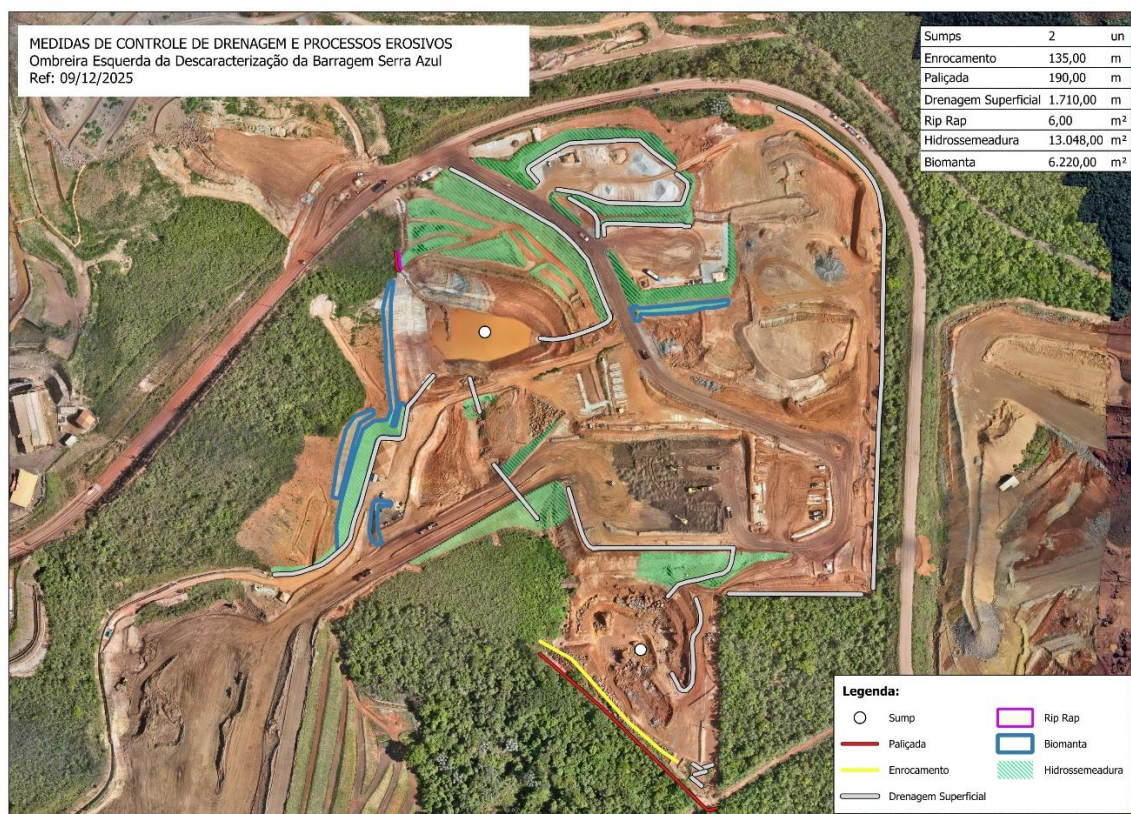 MEDIDAS DE CONTROLE DE DRENAGEM E PROCESSOS EROSIVOS
Ombreira Esquerda da Descaracterização da Barragem Serra Azul
Ref: 09/12/2025
Sumps 2 un
Enrocamento 135,00 m
Paliçada 190,00 m
Drenagem Superficial 1.710,00 m
Rip Rap 6,00 m²
Hidrossemeadura 13.048,00 m²
Biomanta 6.220,00 m²
Legenda:
Sump
Paliçada
Enrocamento
Drenagem Superficial
Rip Rap
Biomanta
Hidrossemeadura